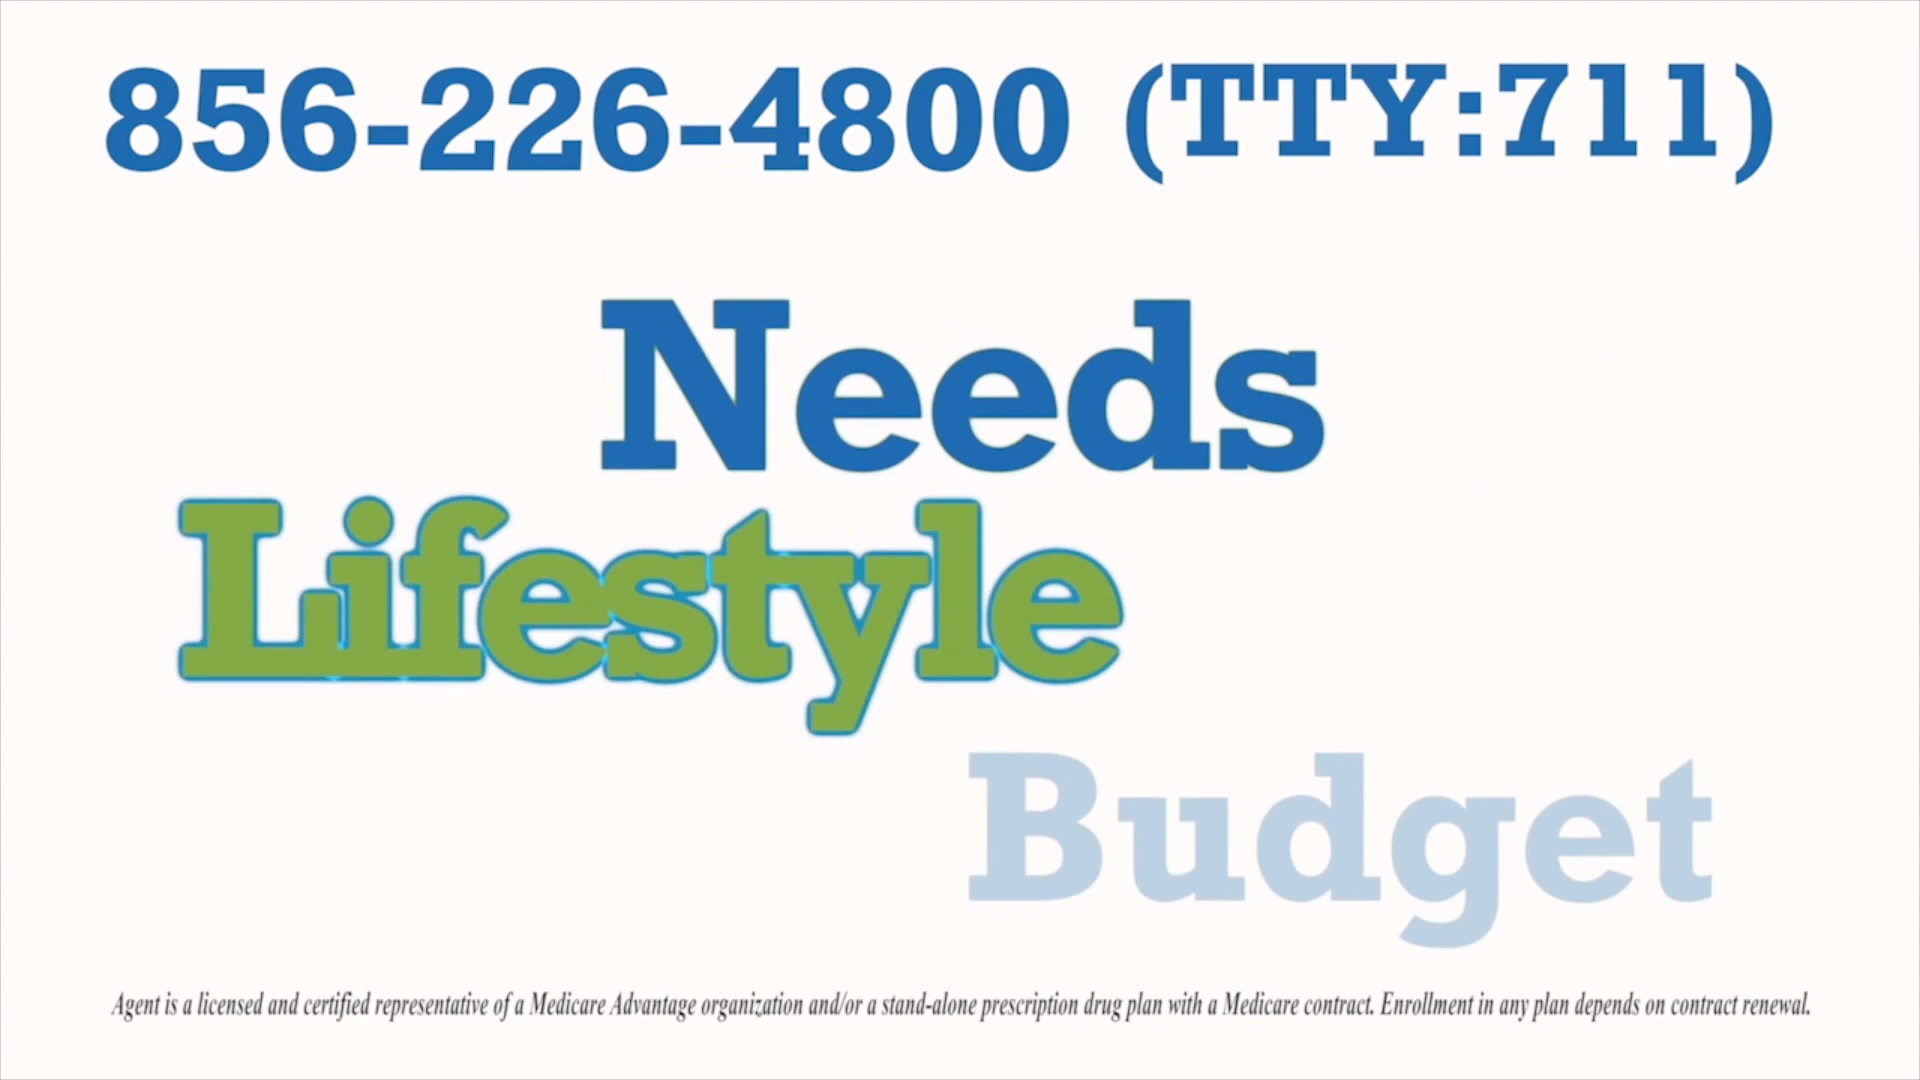 856-226-4800 (TTY:711)
Needs
Lifestyle
Budget
Agent is a licensed and certified representative of a Medicare Advantage organization and/or a stand-alone prescription drug plan with a Medicare contract. Enrollment in any plan depends on contract renewal.